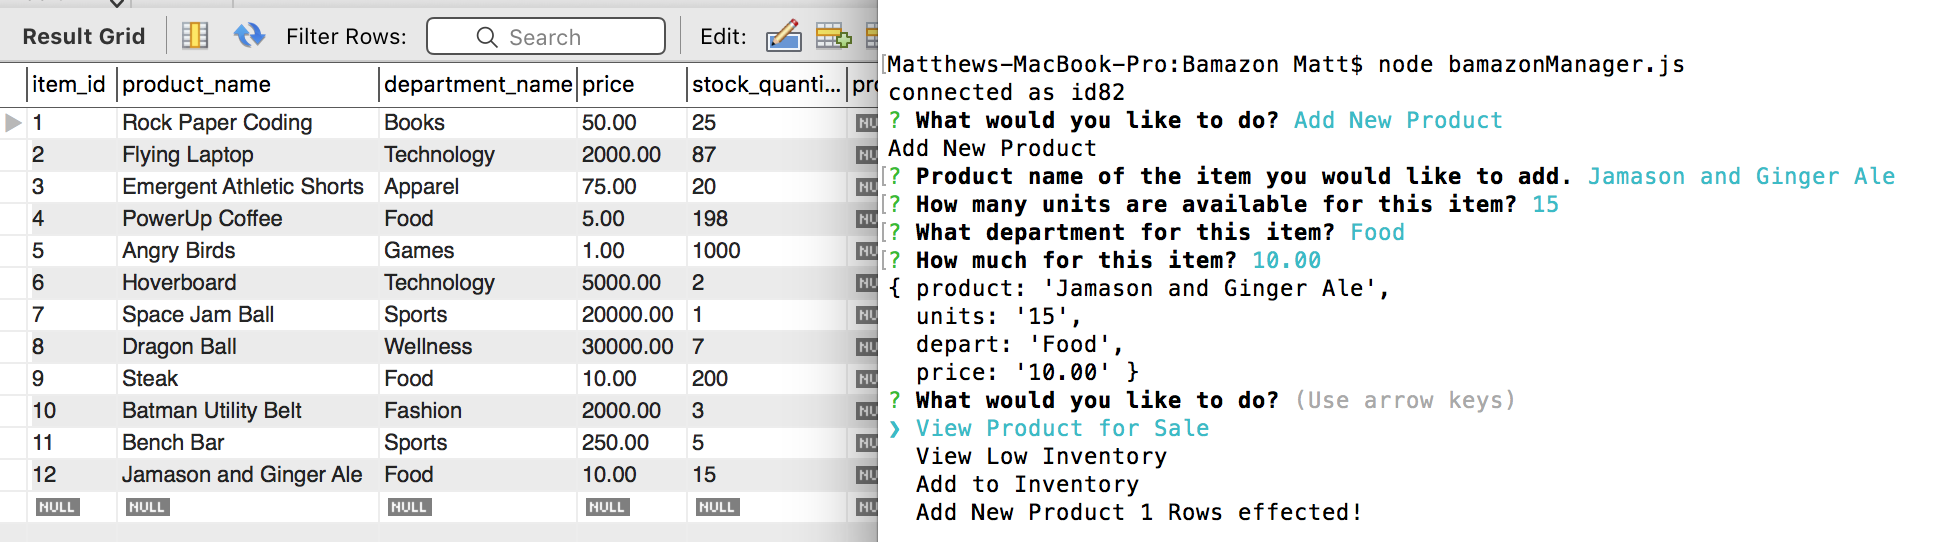 Result Grid Filter Rows: Search Edit:
item_id product_name department_name price stock_quanti... pro
1 Rock Paper Coding Books 50.00 25 NU
2 Flying Laptop Technology 2000.00 87 NU
3 Emergent Athletic Shorts Apparel 75.00 20 NU
4 PowerUp Coffee Food 5.00 198 NU
5 Angry Birds Games 1.00 1000 NU
6 Hoverboard Technology 5000.00 2 NU
7 Space Jam Ball Sports 20000.00 1 NU
8 Dragon Ball Wellness 30000.00 7 NU
9 Steak Food 10.00 200 NU
10 Batman Utility Belt Fashion 2000.00 3 NU
11 Bench Bar Sports 250.00 5 NU
12 Jamason and Ginger Ale Food 10.00 15 NU
NULL NULL NULL NULL NULL NU
[Matthews-MacBook-Pro:Bamazon Matt$ node bamazonManager.js
connected as id82
? What would you like to do? Add New Product
Add New Product
[? Product name of the item you would like to add. Jamason and Ginger Ale
[? How many units are available for this item? 15
[? What department for this item? Food
[? How much for this item? 10.00
{ product: 'Jamason and Ginger Ale',
units: '15',
depart: 'Food',
price: '10.00' }
? What would you like to do? (Use arrow keys)
❯ View Product for Sale
View Low Inventory
Add to Inventory
Add New Product 1 Rows effected!